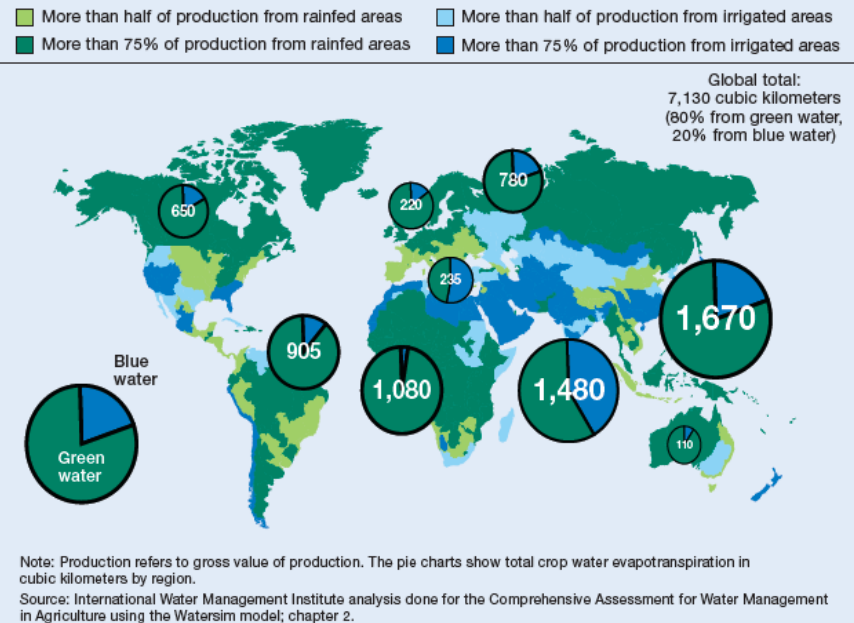 More than half of production from rainfed areas
More than half of production from irrigated areas
More than 75% of production from rainfed areas
More than 75% of production from irrigated areas
Global total:
7,130 cubic kilometers
(80% from green water,
20% from blue water)
780
220
650
235
1,670
905
1,080
1,480
Blue
water
Green
water
110
Note: Production refers to gross value of production. The pie charts show total crop water evapotranspiration in
cubic kilometers by region.
Source: International Water Management Institute analysis done for the Comprehensive Assessment for Water Management
in Agriculture using the Watersim model; chapter 2.